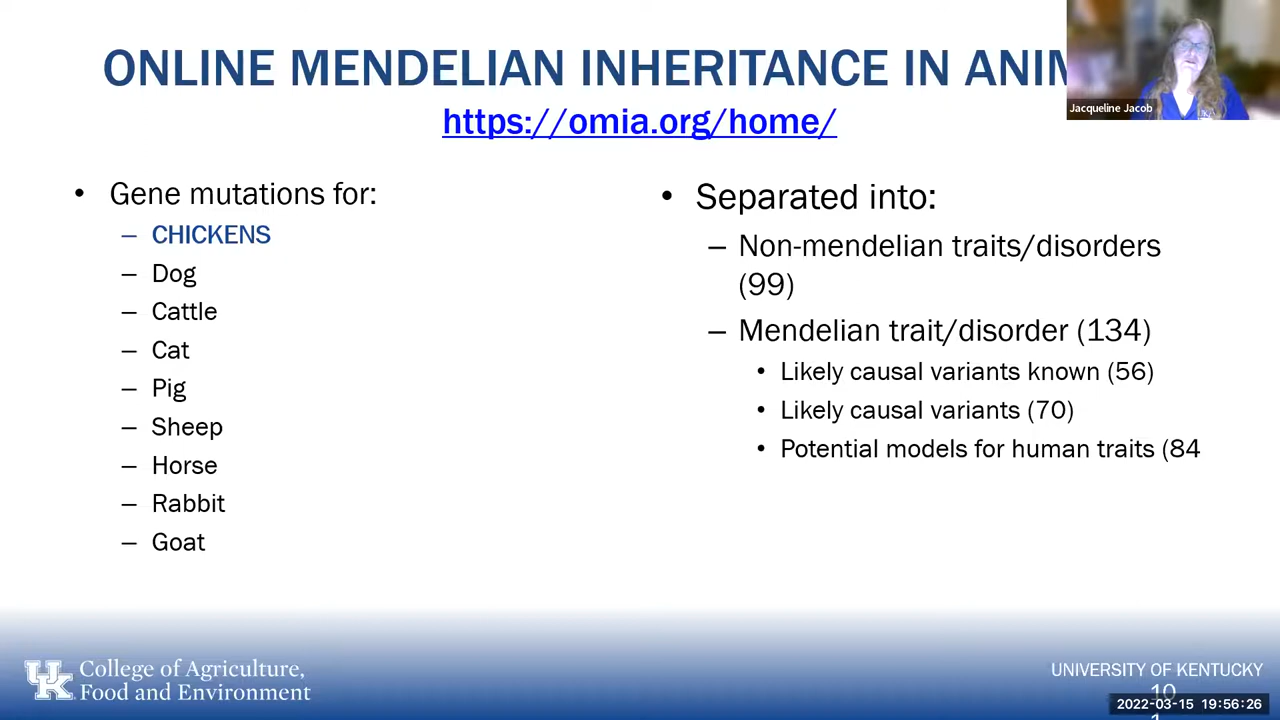 ONLINE MENDELIAN INHERITANCE IN ANIM
https://omia.org/home/
Jacqueline Jacob
• Gene mutations for:
– CHICKENS
– Dog
– Cattle
– Cat
– Pig
– Sheep
– Horse
– Rabbit
– Goat
• Separated into:
– Non-mendelian traits/disorders
(99)
– Mendelian trait/disorder (134)
• Likely causal variants known (56)
• Likely causal variants (70)
• Potential models for human traits (84
UK College of Agriculture,
Food and Environment
UNIVERSITY OF KENTUCKY
10
2022-03-15 19:56:26